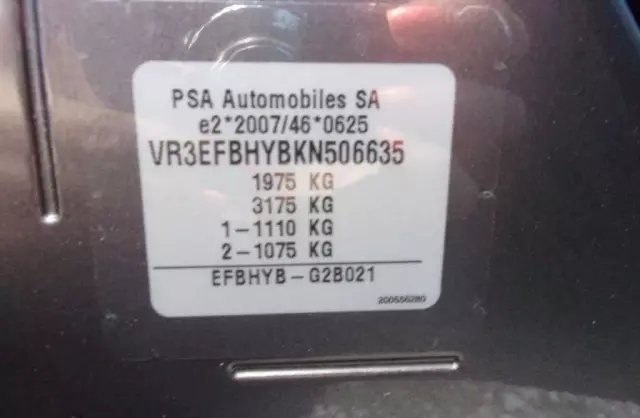 PSA Automobiles SA
e2*2007/46*0625
VR3EFBHYBKN506635
1975 KG
3175 KG
1-1110 KG
2-1075 KG
EFBHYB-G2B021
200556280